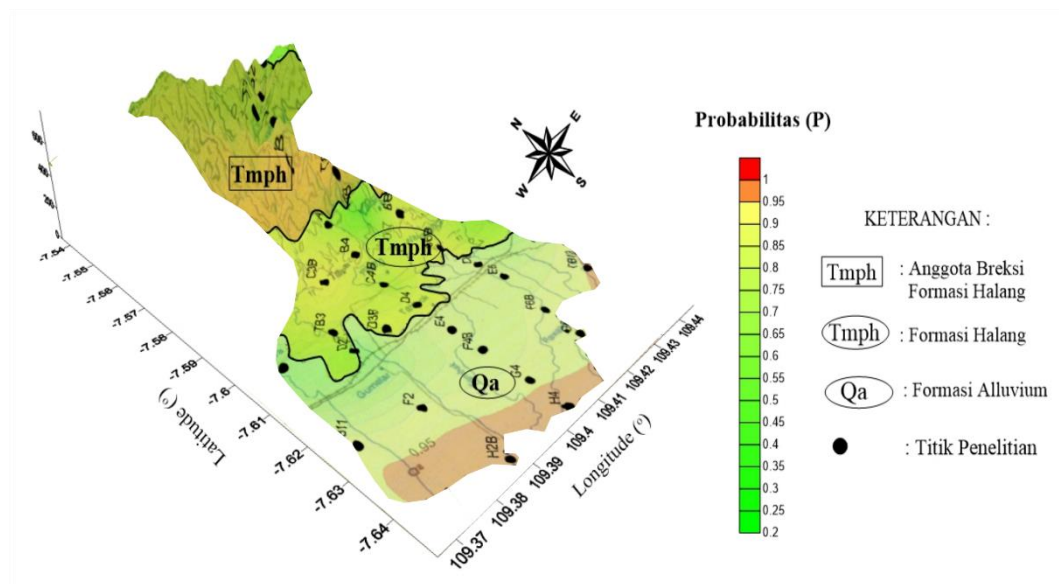 Probabilitas (P)
1
0.95
0.9
0.85
0.8
0.75
0.7
0.65
0.6
0.55
0.5
0.45
0.4
0.35
0.3
0.25
0.2
KETERANGAN :
Tmph : Anggota Breksi
Formasi Halang
Tmph : Formasi Halang
Qa : Formasi Alluvium
: Titik Penelitian
N
E
W
S
Tmph
Tmph
Qa
B4
C3B
C4B
D4
TB3
D3B
D2
E4
E6
F4B
F6B
G4
F2
H4
H2B
0.95
Latitude (°)
-7.54
-7.55
-7.56
-7.57
-7.58
-7.59
-7.6
-7.61
-7.62
-7.63
-7.64
Longitude (°)
109.37
109.38
109.39
109.4
109.41
109.42
109.43
109.44